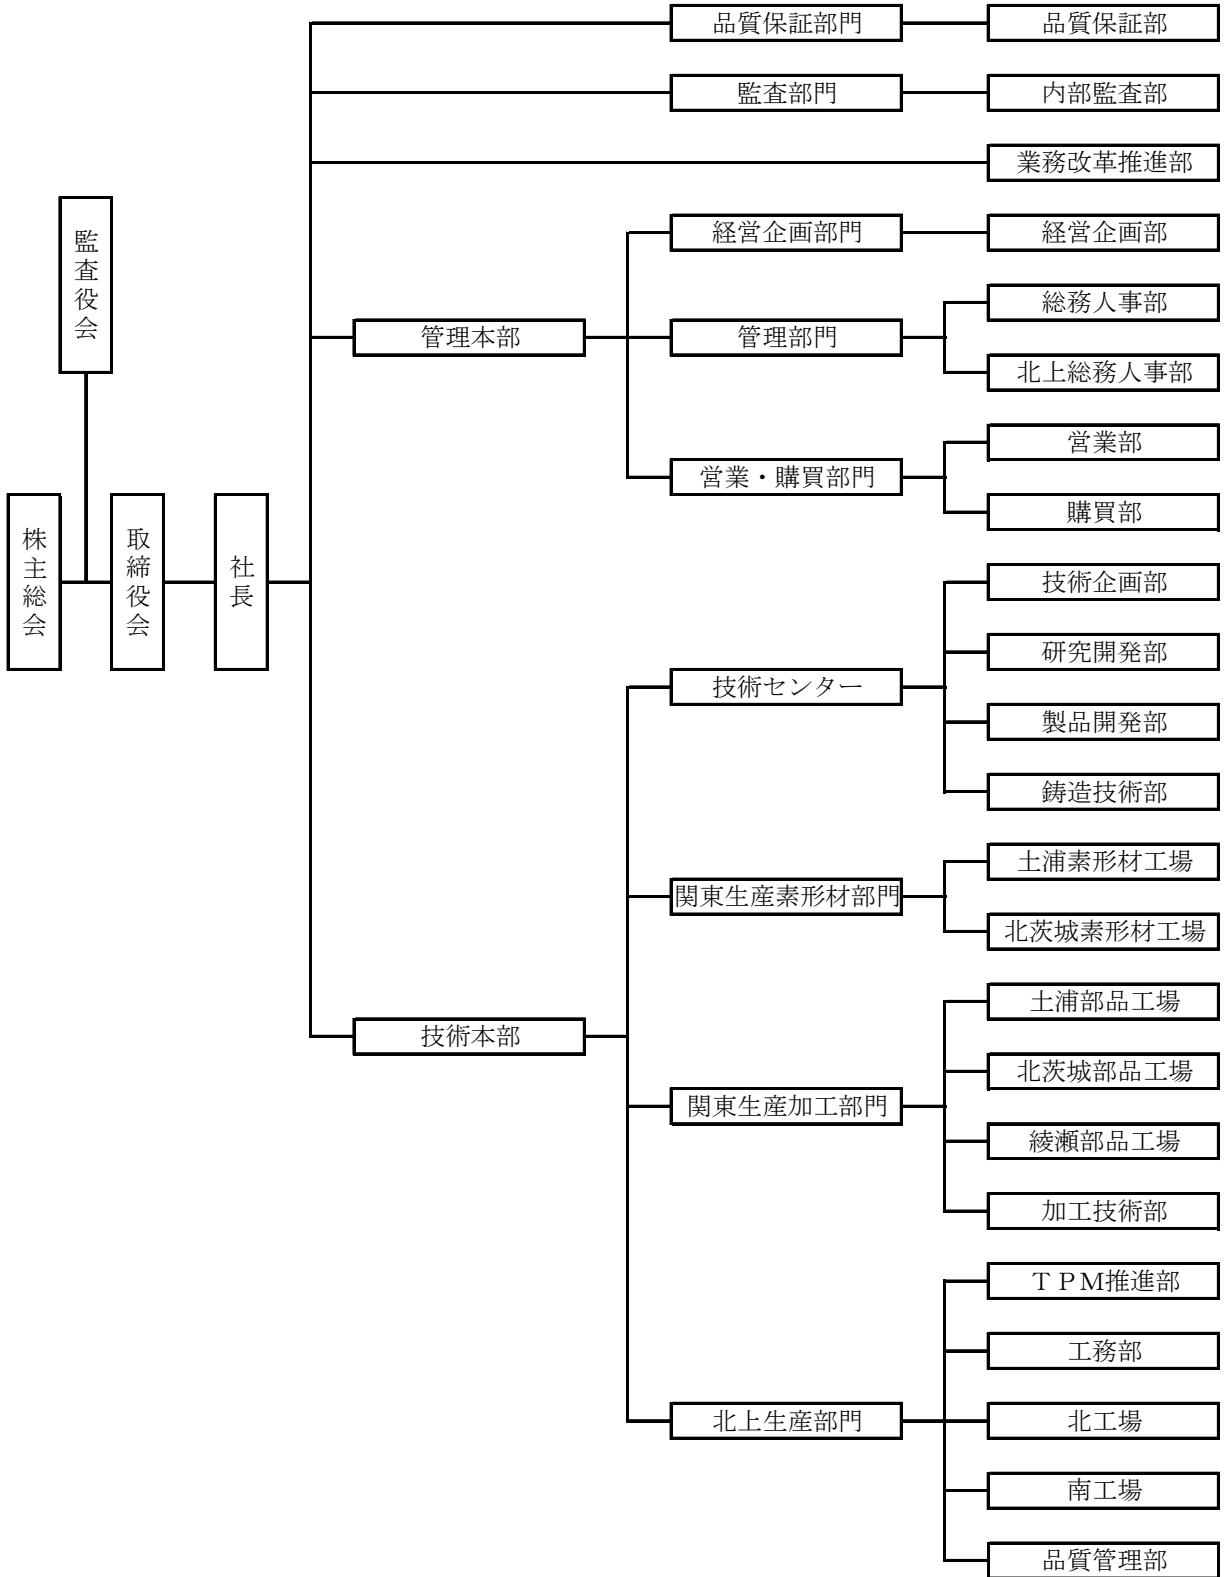 監査役会
株主総会
取締役会
社長
品質保証部門
品質保証部
監査部門
内部監査部
業務改革推進部
管理本部
経営企画部門
経営企画部
管理部門
総務人事部
北上総務人事部
営業・購買部門
営業部
購買部
技術本部
技術センター
技術企画部
研究開発部
製品開発部
鋳造技術部
関東生産素形材部門
土浦素形材工場
北茨城素形材工場
関東生産加工部門
土浦部品工場
北茨城部品工場
綾瀬部品工場
加工技術部
北上生産部門
ＴＰＭ推進部
工務部
北工場
南工場
品質管理部